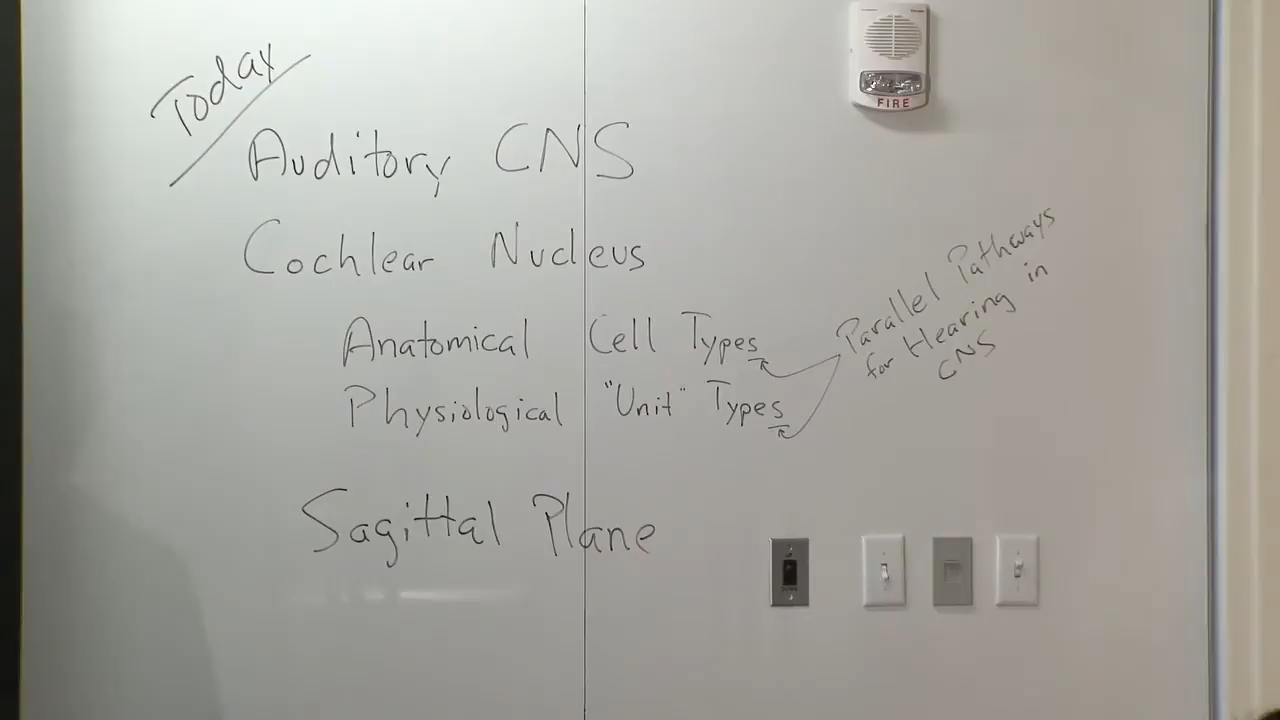 Today
FIRE
Auditory CNS
Cochlear Nucleus
Anatomical Cell Types
Physiological "Unit" Types
Parallel Pathways
for Hearing in
CNS
Sagittal Plane